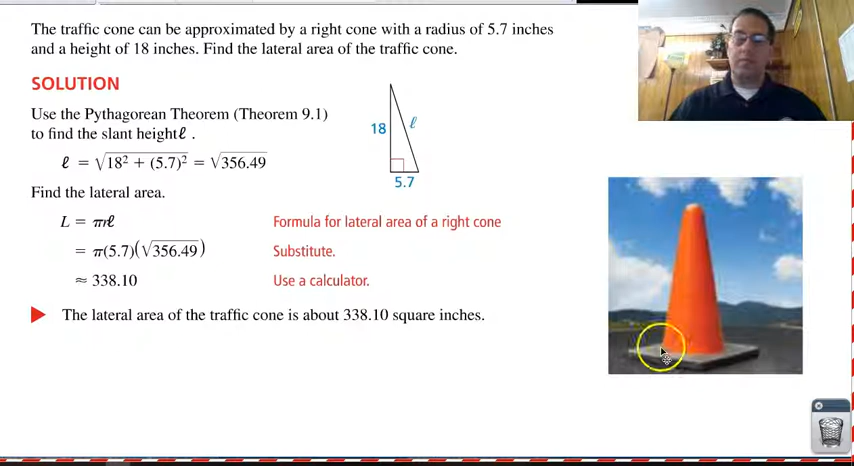 The traffic cone can be approximated by a right cone with a radius of 5.7 inches
and a height of 18 inches. Find the lateral area of the traffic cone.
SOLUTION
Use the Pythagorean Theorem (Theorem 9.1)
to find the slant height ℓ .
18
ℓ
5.7
ℓ = √(18² + (5.7)²) = √356.49
Find the lateral area.
L = πrℓ Formula for lateral area of a right cone
= π(5.7)(√356.49) Substitute.
≈ 338.10 Use a calculator.
The lateral area of the traffic cone is about 338.10 square inches.